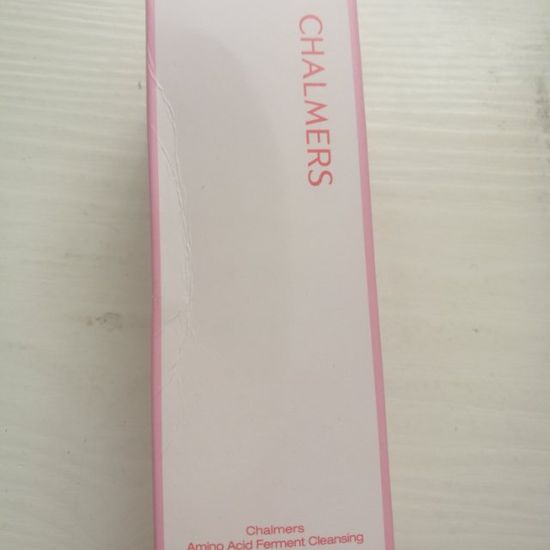 CHALMERS
Chalmers
Amino Acid Ferment Cleansing